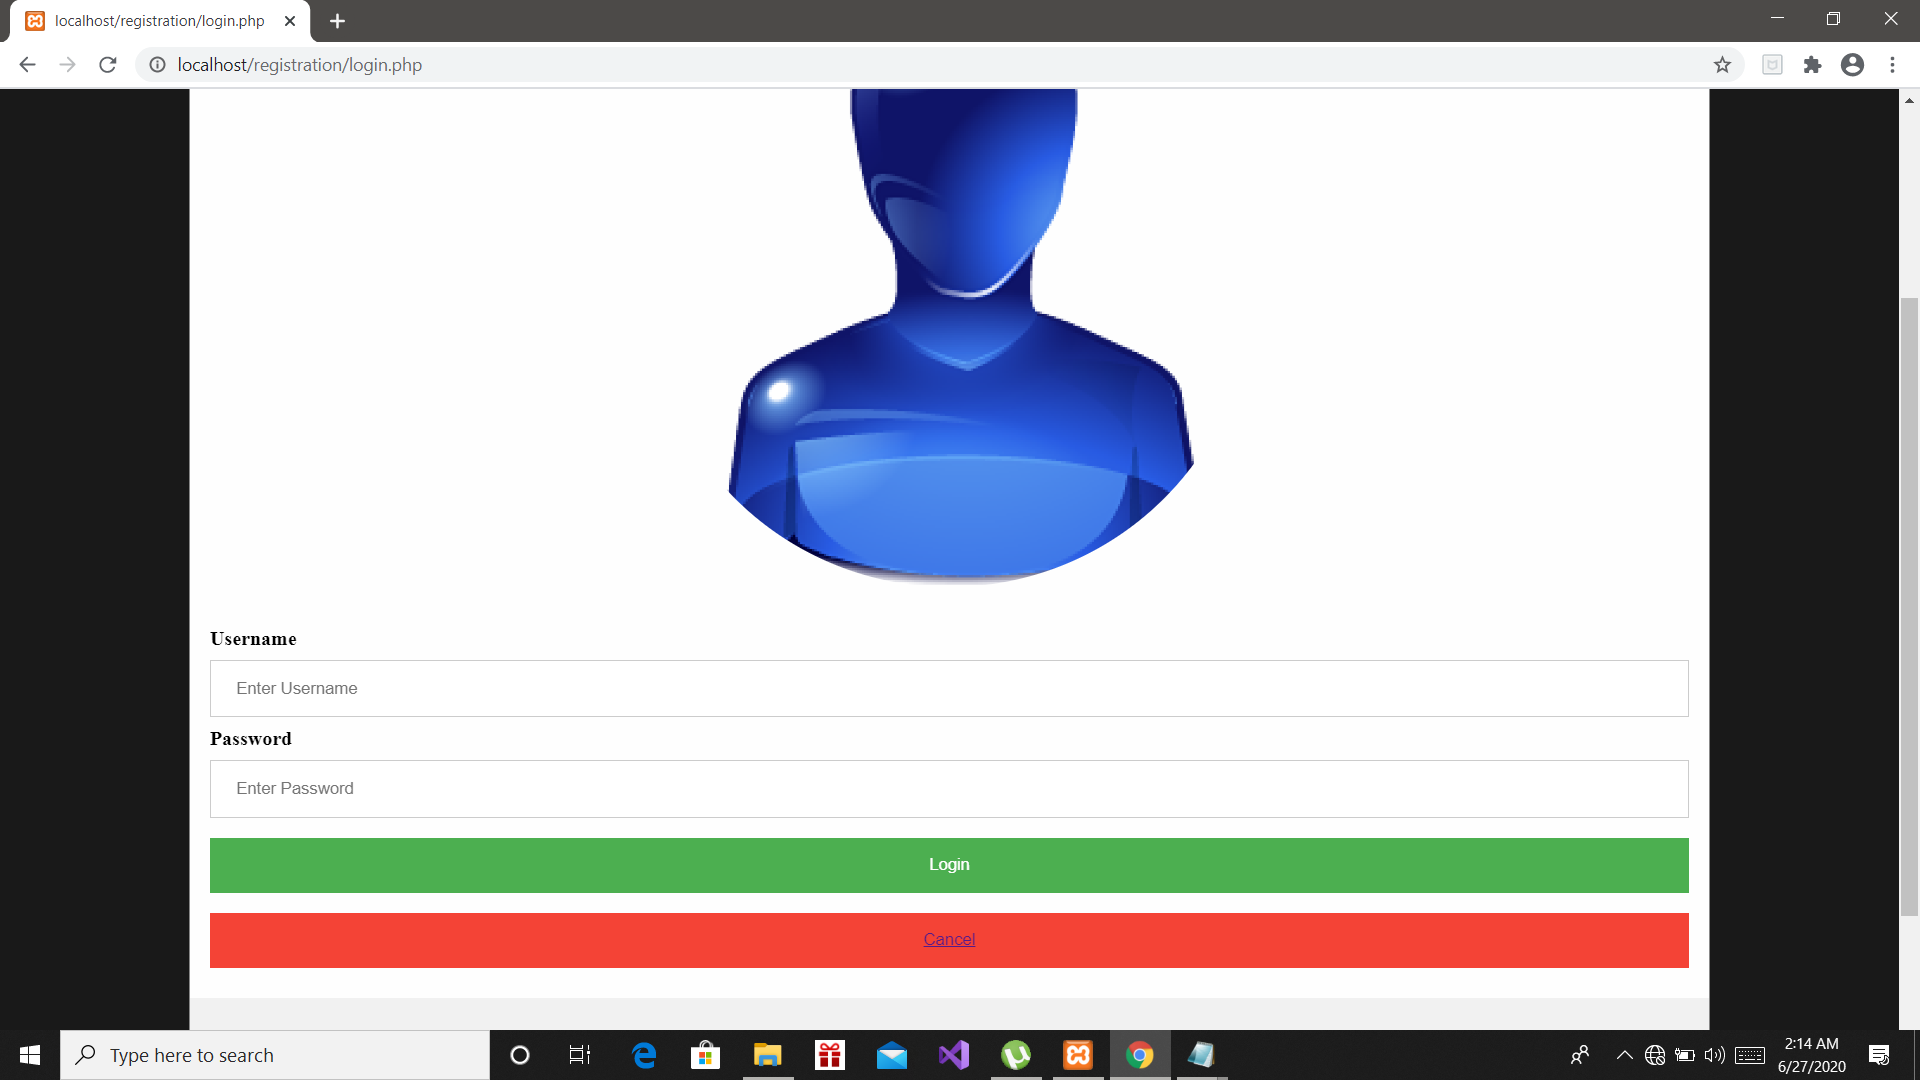 localhost/registration/login.php
localhost/registration/login.php
Username
Enter Username
Password
Enter Password
Login
Cancel
Type here to search
2:14 AM
6/27/2020